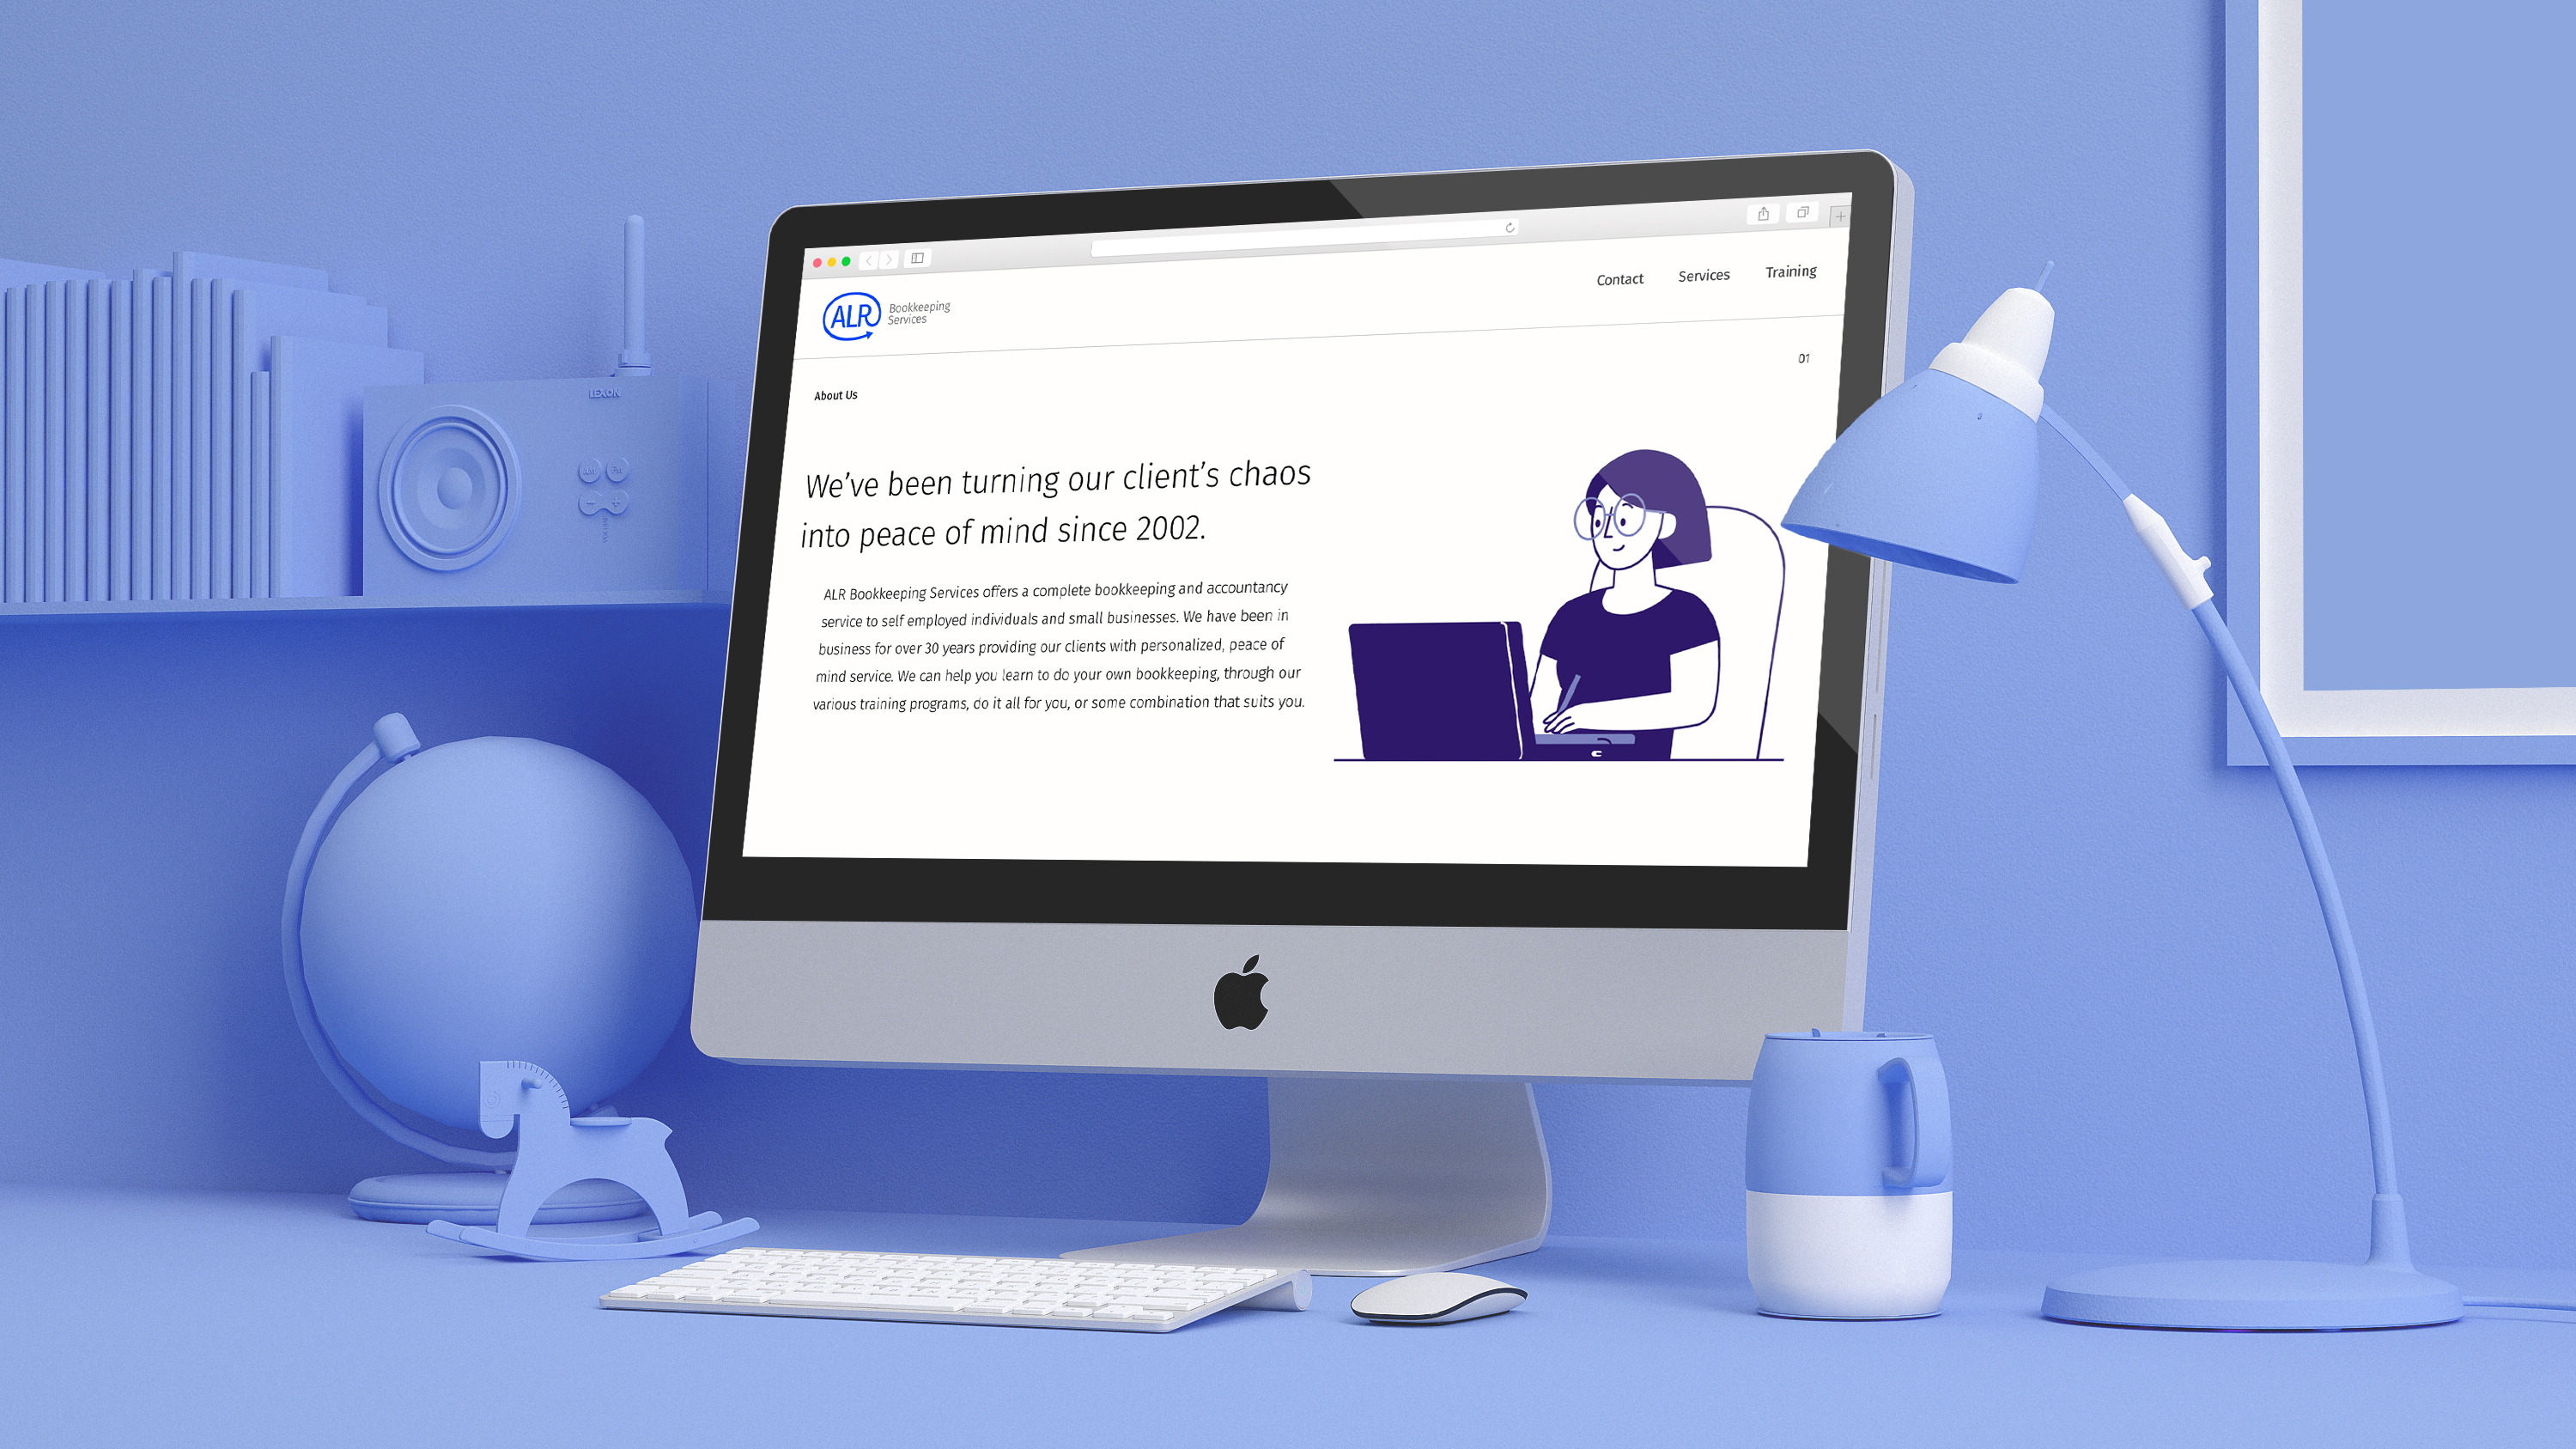 LEXON
AM FM
ALR Bookkeeping
Services
Contact Services Training
01
About Us
We've been turning our client's chaos
into peace of mind since 2002.
ALR Bookkeeping Services offers a complete bookkeeping and accountancy
service to self employed individuals and small businesses. We have been in
business for over 30 years providing our clients with personalized, peace of
mind service. We can help you learn to do your own bookkeeping, through our
various training programs, do it all for you, or some combination that suits you.